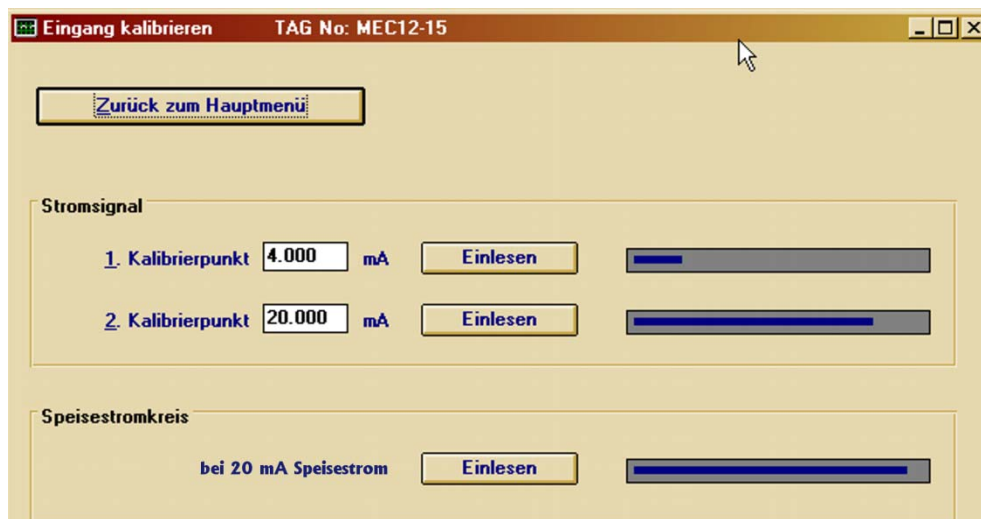 Eingang kalibrieren TAG No: MEC12-15
Zurück zum Hauptmenü
Stromsignal
1. Kalibrierpunkt 4.000 mA Einlesen
2. Kalibrierpunkt 20.000 mA Einlesen
Speisestromkreis
bei 20 mA Speisestrom Einlesen